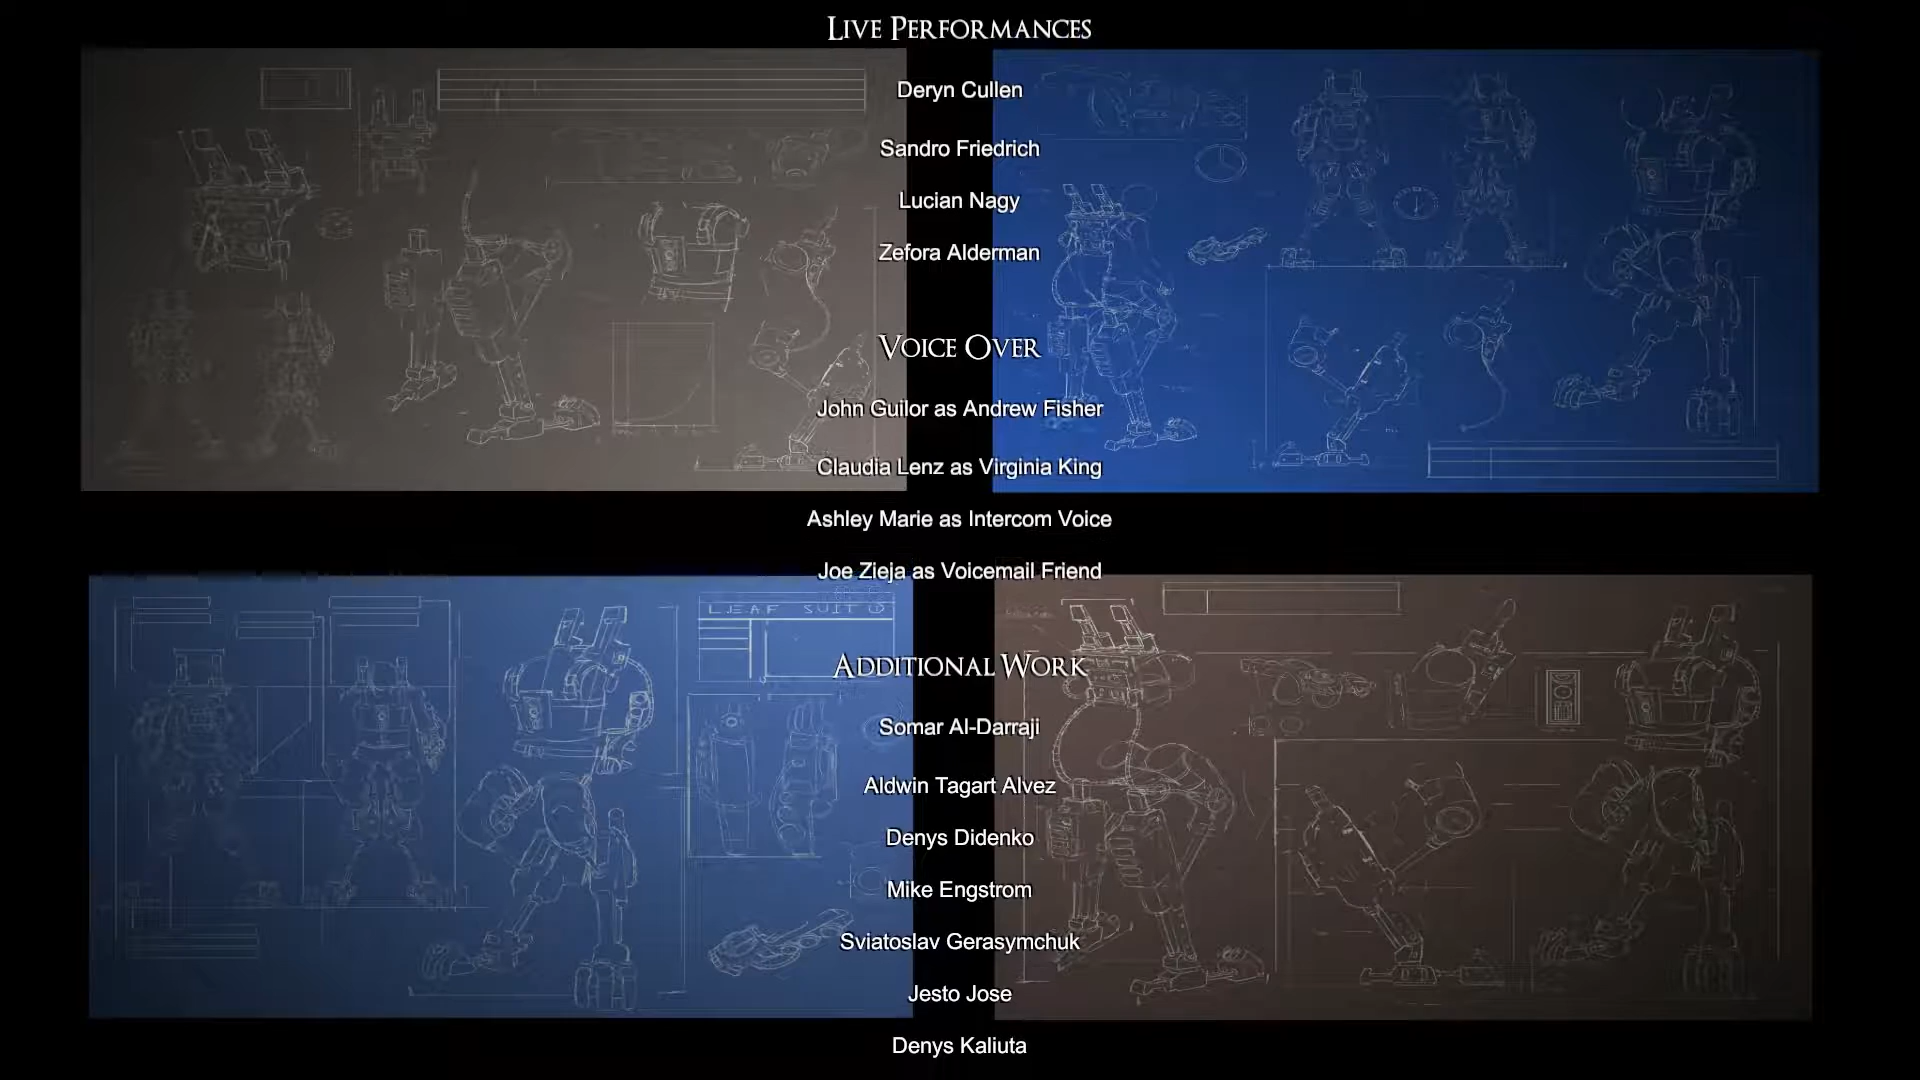 Live Performances
Deryn Cullen
Sandro Friedrich
Lucian Nagy
Zefora Alderman
Voice Over
John Guilor as Andrew Fisher
Claudia Lenz as Virginia King
Ashley Marie as Intercom Voice
Joe Zieja as Voicemail Friend
LEAF SUIT
Additional Work
Somar Al-Darraji
Aldwin Tagart Alvez
Denys Didenko
Mike Engstrom
Sviatoslav Gerasymchuk
Jesto Jose
Denys Kaliuta